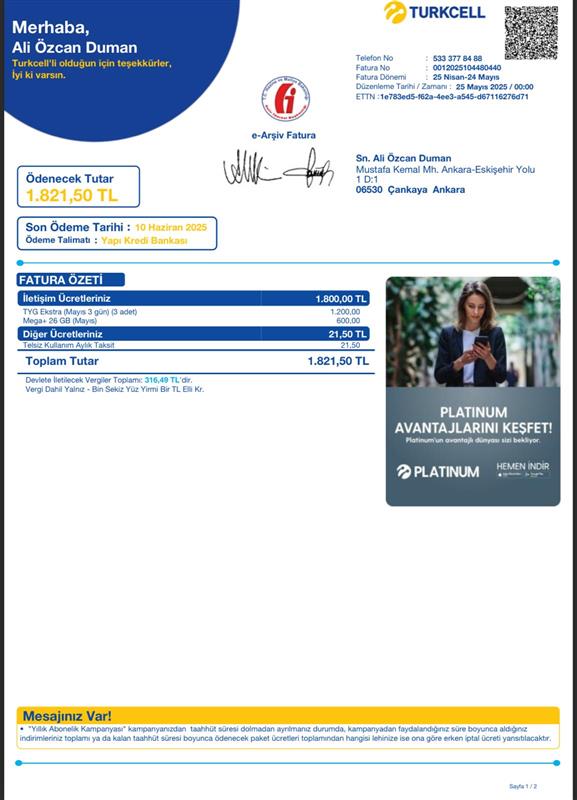 Merhaba,
Ali Özcan Duman
Turkcell'li olduğun için teşekkürler,
İyi ki varsın.
TURKCELL
Telefon No : 533 377 84 88
Fatura No : 0012025104480440
Fatura Dönemi : 25 Nisan-24 Mayıs
Düzenleme Tarihi / Zamanı : 25 Mayıs 2025 / 00:00
ETTN :1e783ed5-f62a-4ee3-a545-d67116276d71
e-Arşiv Fatura
Sn. Ali Özcan Duman
Mustafa Kemal Mh. Ankara-Eskişehir Yolu
1 D:1
06530 Çankaya Ankara
Ödenecek Tutar
1.821,50 TL
Son Ödeme Tarihi : 10 Haziran 2025
Ödeme Talimatı : Yapı Kredi Bankası
FATURA ÖZETİ
İletişim Ücretleriniz 1.800,00 TL
TYG Ekstra (Mayıs 3 gün) (3 adet) 1.200,00
Mega+ 26 GB (Mayıs) 600,00
Diğer Ücretleriniz 21,50 TL
Telsiz Kullanım Aylık Taksit 21,50
Toplam Tutar 1.821,50 TL
Devlete İletilecek Vergiler Toplamı: 316,49 TL'dir.
Vergi Dahil Yalnız - Bin Sekiz Yüz Yirmi Bir TL Elli Kr.
PLATINUM
AVANTAJLARINI KEŞFET!
Platinum'un avantajlı dünyası sizi bekliyor.
PLATINUM
HEMEN İNDİR
Mesajınız Var!
• "Yıllık Abonelik Kampanyası" kampanyanızdan taahhüt süresi dolmadan ayrılmanız durumda, kampanyadan faydalandığınız süre boyunca aldığınız
indirimleriniz toplamı ya da kalan taahhüt süresi boyunca ödenecek paket ücretleri toplamından hangisi lehinize ise ona göre erken iptal ücreti yansıtılacaktır.
Sayfa 1 / 2